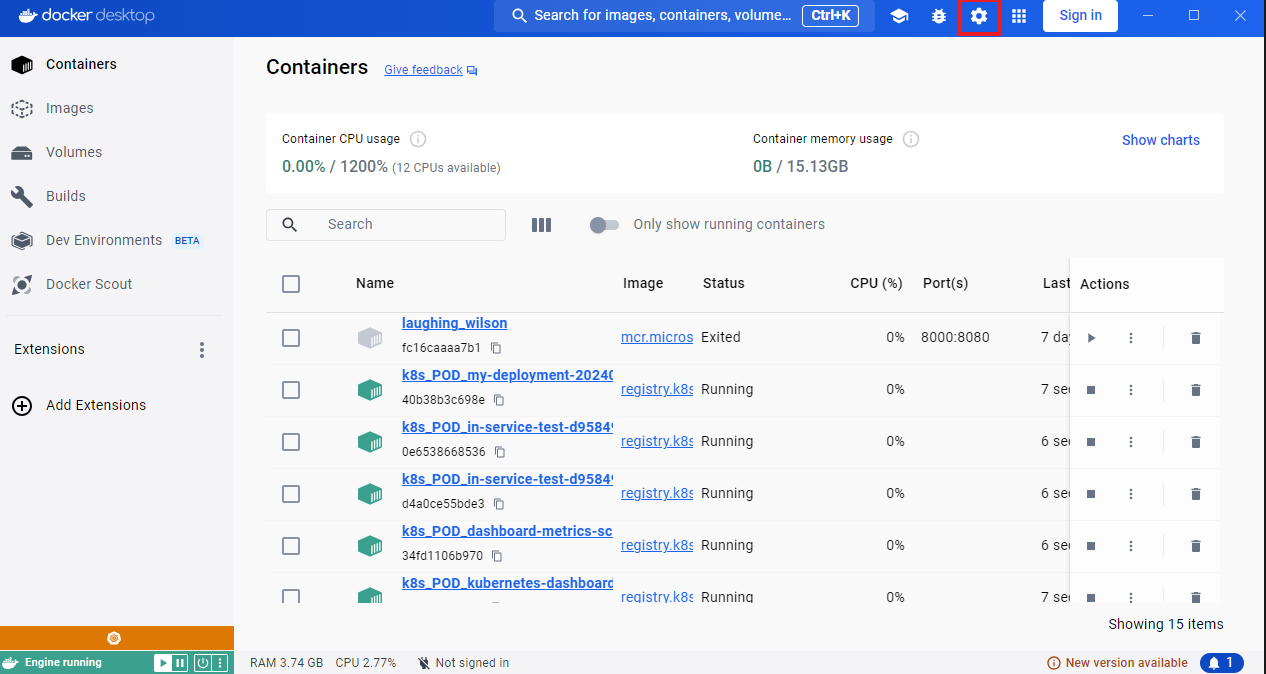 docker desktop
Search for images, containers, volume... Ctrl+K
Sign in
Containers
Images
Volumes
Builds
Dev Environments BETA
Docker Scout
Extensions
Add Extensions
Containers Give feedback
Container CPU usage
0.00% / 1200% (12 CPUs available)
Container memory usage
0B / 15.13GB
Show charts
Search
Only show running containers
Name Image Status CPU (%) Port(s) Last Actions
laughing_wilson
fc16caaaa7b1
mcr.micros Exited 0% 8000:8080 7 day
k8s_POD_my-deployment-20240
40b38b3c698e
registry.k8s Running 0% 7 sec
k8s_POD_in-service-test-d95849
0e6538668536
registry.k8s Running 0% 6 sec
k8s_POD_in-service-test-d95849
d4a0ce55bde3
registry.k8s Running 0% 6 sec
k8s_POD_dashboard-metrics-sc
34fd1106b970
registry.k8s Running 0% 6 sec
k8s_POD_kubernetes-dashboard
registry.k8s Running 0% 7 sec
Showing 15 items
Engine running
RAM 3.74 GB CPU 2.77% Not signed in
New version available 1